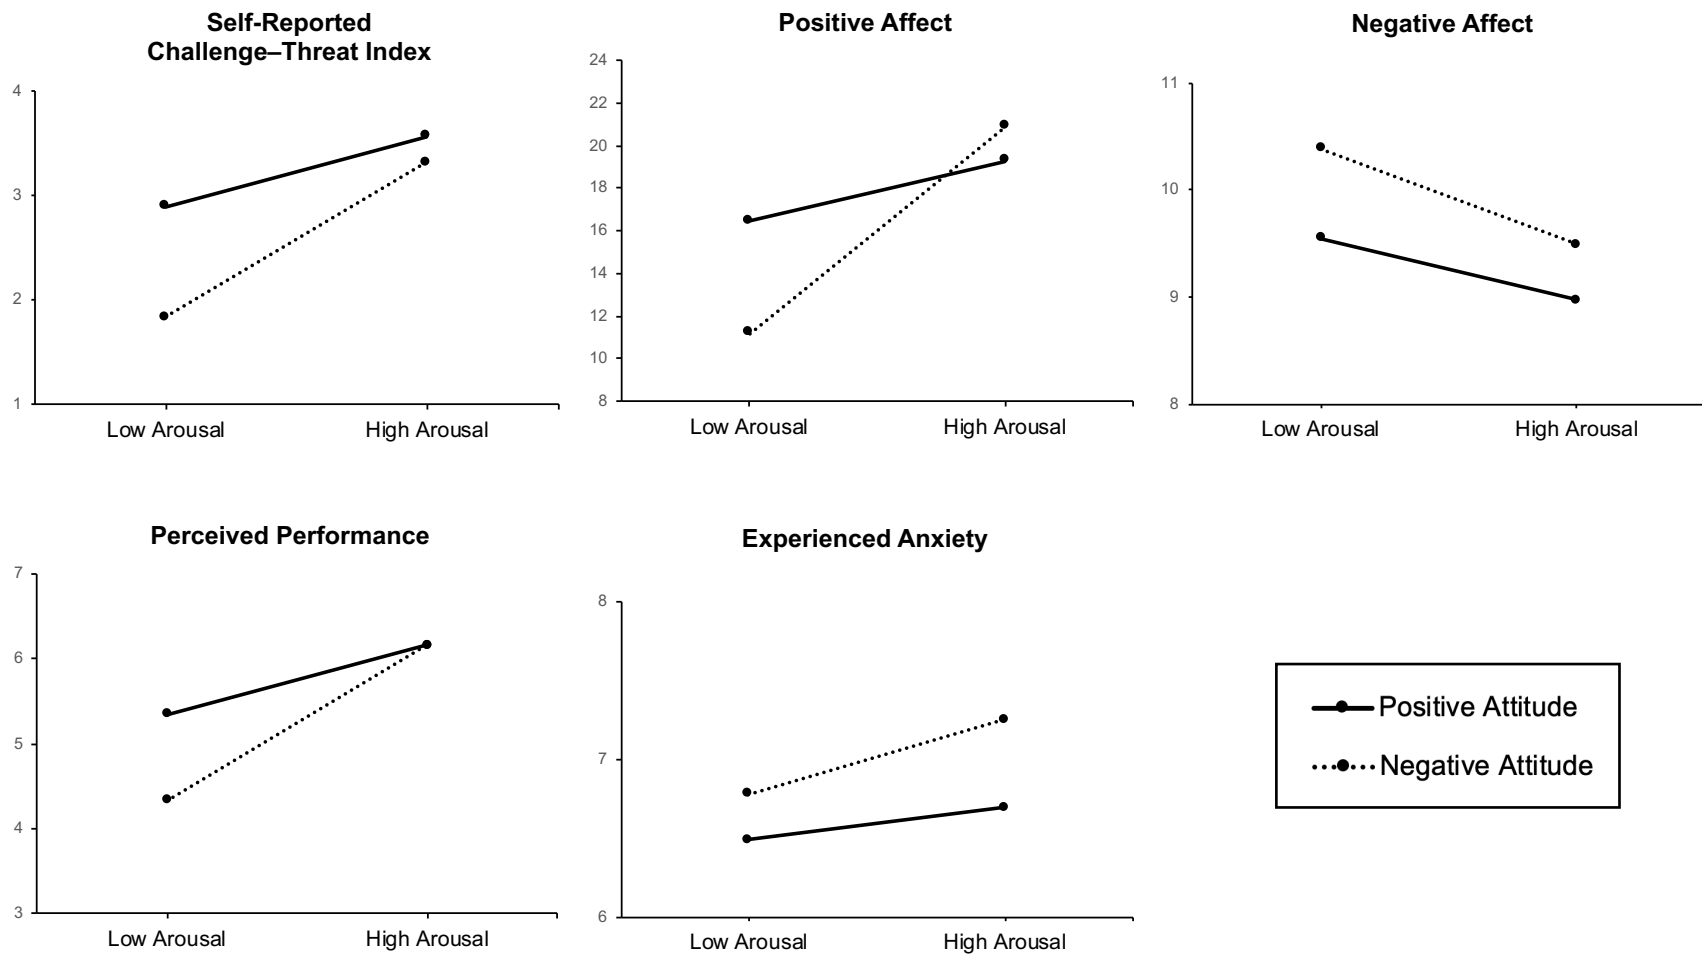 Self-Reported
Challenge–Threat Index
4
3
2
1
Low Arousal
High Arousal
Positive Affect
24
22
20
18
16
14
12
10
8
Low Arousal
High Arousal
Negative Affect
11
10
9
8
Low Arousal
High Arousal
Perceived Performance
7
6
5
4
3
Low Arousal
High Arousal
Experienced Anxiety
8
7
6
Low Arousal
High Arousal
Positive Attitude
Negative Attitude